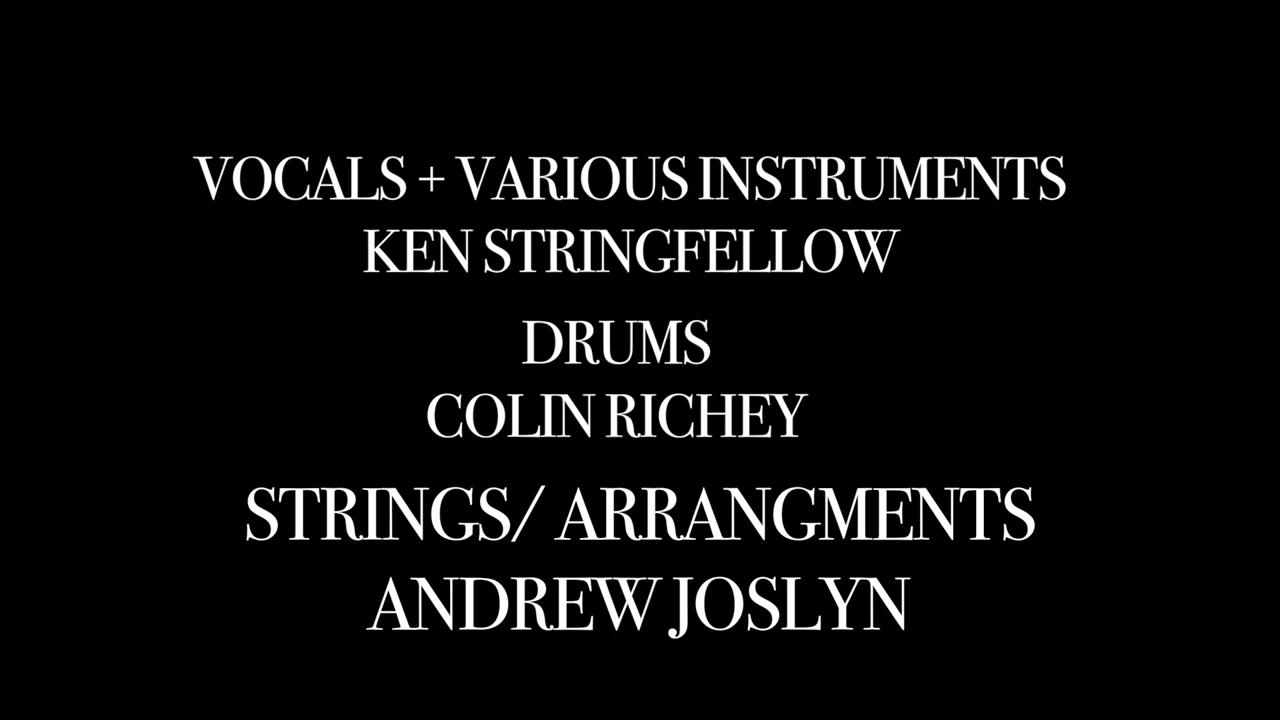 VOCALS + VARIOUS INSTRUMENTS
KEN STRINGFELLOW
DRUMS
COLIN RICHEY
STRINGS/ ARRANGMENTS
ANDREW JOSLYN